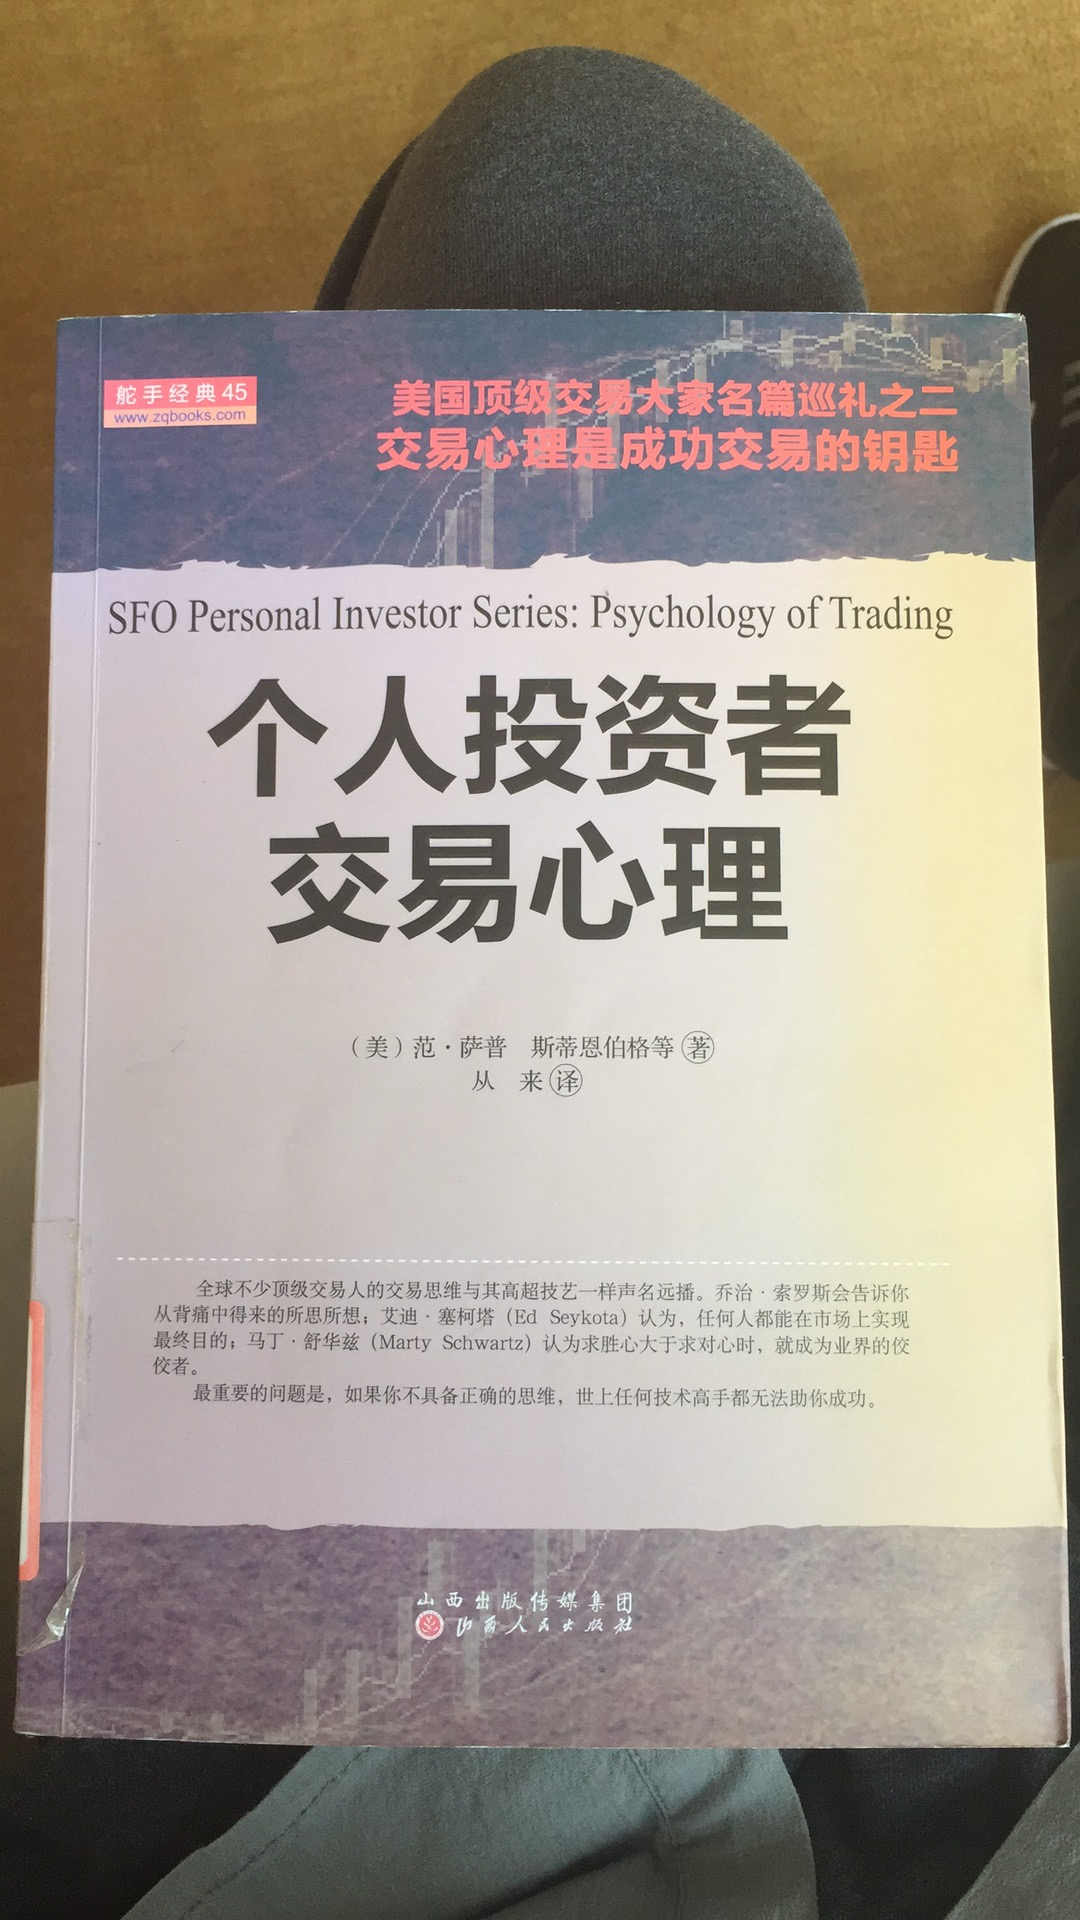 舵手经典 45
www.zqbooks.com
美国顶级交易大家名篇巡礼之二
交易心理是成功交易的钥匙
SFO Personal Investor Series: Psychology of Trading
个人投资者
交易心理
（美）范·萨普 斯蒂恩伯格等 著
从 来 译
全球不少顶级交易人的交易思维与其高超技艺一样声名远播。乔治·索罗斯会告诉你
从背痛中得来的所思所想；艾迪·塞柯塔（Ed Seykota）认为，任何人都能在市场上实现
最终目的；马丁·舒华兹（Marty Schwartz）认为求胜心大于求对心时，就成为业界的佼
佼者。
最重要的问题是，如果你不具备正确的思维，世上任何技术高手都无法助你成功。
山西出版传媒集团
山西人民出版社